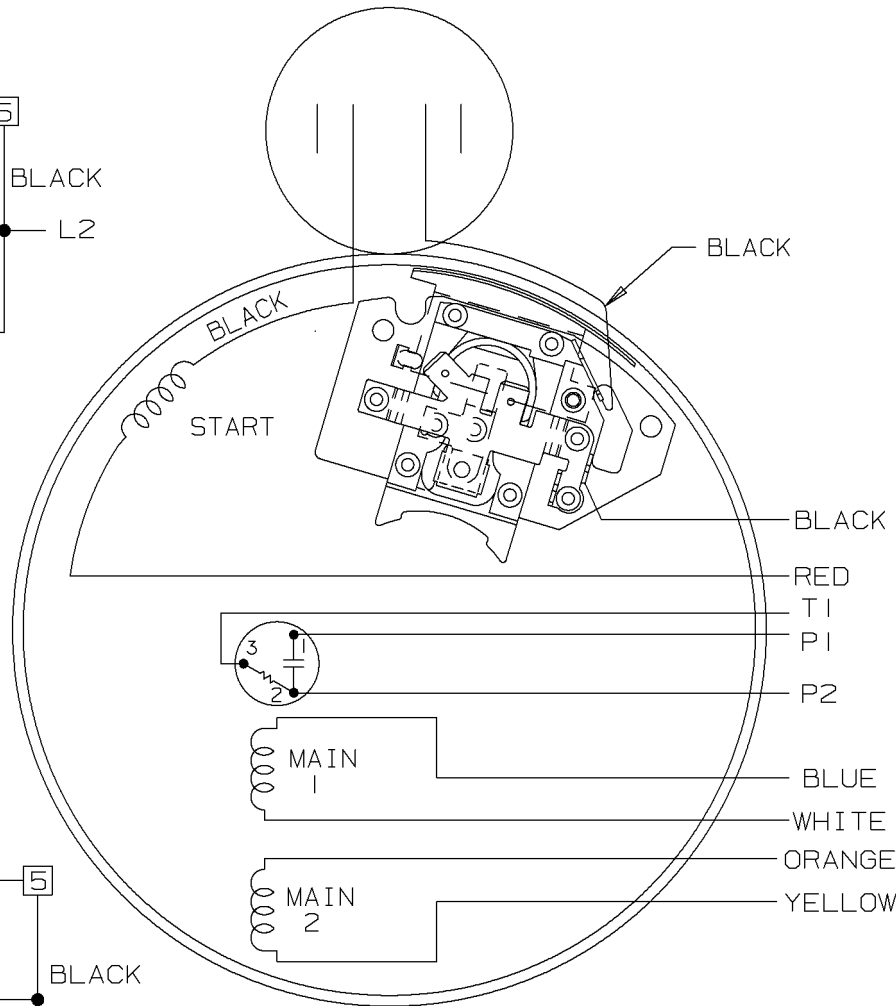 5
BLACK
L2
BLACK
BLACK
START
BLACK
RED
T1
P1
3
1
2
P2
MAIN
1
BLUE
WHITE
ORANGE
MAIN
2
YELLOW
5
BLACK